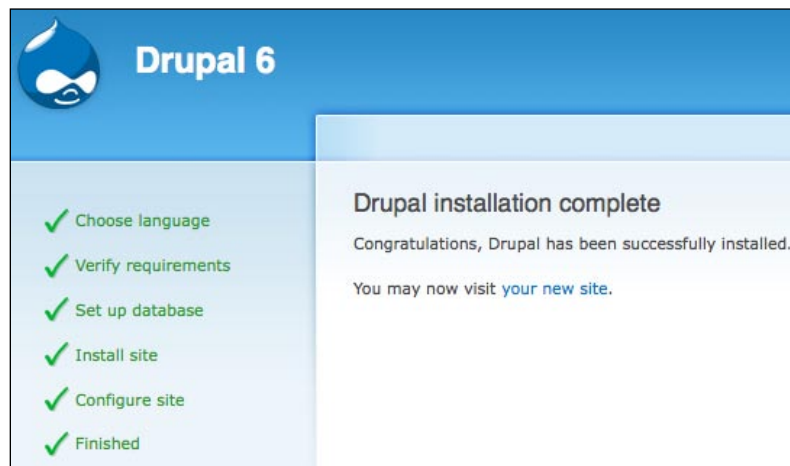 Drupal 6
Choose language
Verify requirements
Set up database
Install site
Configure site
Finished
Drupal installation complete
Congratulations, Drupal has been successfully installed.
You may now visit your new site.